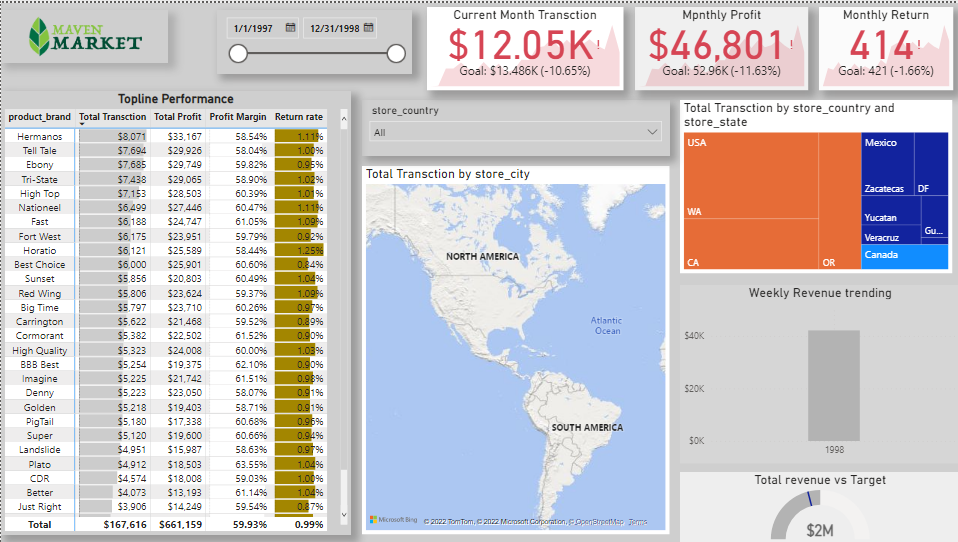 MAVEN
MARKET
1/1/1997
12/31/1998
Current Month Transction
$12.05K!
Goal: $13.486K (-10.65%)
Mpnthly Profit
$46,801!
Goal: 52.96K (-11.63%)
Monthly Return
414!
Goal: 421 (-1.66%)
Topline Performance
product_brand Total Transction Total Profit Profit Margin Return rate
Hermanos $8,071 $33,167 58.54% 1.11%
Tell Tale $7,694 $29,926 58.04% 1.00%
Ebony $7,685 $29,749 59.82% 0.95%
Tri-State $7,438 $29,065 58.90% 1.02%
High Top $7,153 $28,503 60.39% 1.01%
Nationeel $6,499 $27,446 60.47% 1.11%
Fast $6,188 $24,747 61.05% 1.09%
Fort West $6,175 $23,951 59.79% 0.92%
Horatio $6,121 $25,589 58.44% 1.25%
Best Choice $6,000 $25,901 60.60% 0.84%
Sunset $5,856 $20,803 60.49% 1.04%
Red Wing $5,806 $23,624 59.37% 1.09%
Big Time $5,797 $23,710 60.26% 0.97%
Carrington $5,622 $21,468 59.52% 0.89%
Cormorant $5,382 $22,502 61.52% 0.90%
High Quality $5,323 $24,008 60.00% 1.03%
BBB Best $5,254 $19,375 62.10% 0.90%
Imagine $5,225 $21,742 61.51% 0.98%
Denny $5,223 $23,050 58.07% 0.91%
Golden $5,218 $19,403 58.71% 0.91%
PigTail $5,180 $17,338 60.68% 0.96%
Super $5,120 $19,600 60.66% 0.94%
Landslide $4,951 $15,987 58.63% 0.97%
Plato $4,912 $18,503 63.55% 1.04%
CDR $4,574 $18,008 59.03% 1.00%
Better $4,073 $13,193 61.14% 1.04%
Just Right $3,906 $14,249 59.54% 0.87%
Total $167,616 $661,159 59.93% 0.99%
store_country
All
Total Transction by store_city
NORTH AMERICA
Atlantic
Ocean
SOUTH AMERICA
Microsoft Bing
© 2022 TomTom, © 2022 Microsoft Corporation, © OpenStreetMap Terms
Total Transction by store_country and
store_state
USA
WA
CA
OR
Mexico
Zacatecas
DF
Yucatan
Gu...
Veracruz
Canada
Weekly Revenue trending
$40K
$20K
$0K
1998
Total revenue vs Target
$2M